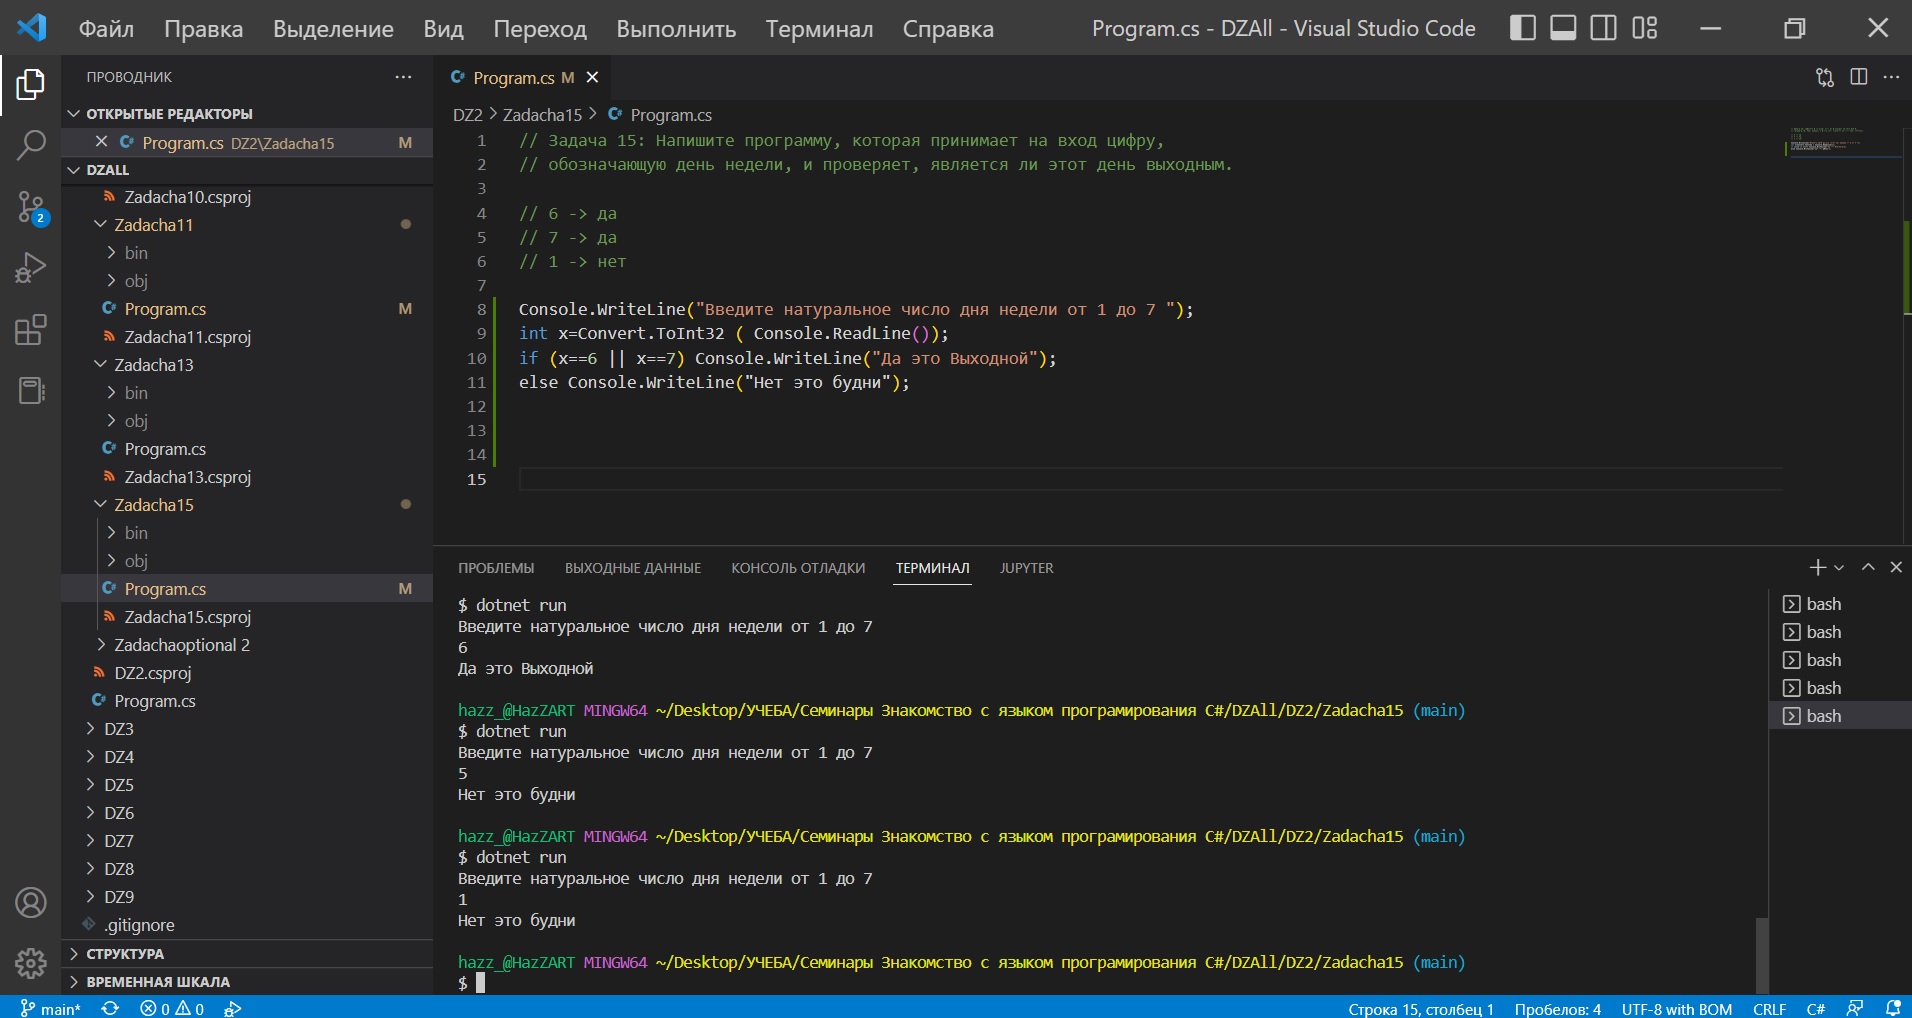 Файл Правка Выделение Вид Переход Выполнить Терминал Справка Program.cs - DZAll - Visual Studio Code
ПРОВОДНИК
ОТКРЫТЫЕ РЕДАКТОРЫ
Program.cs DZ2\Zadacha15 M
DZALL
Zadacha10.csproj
Zadacha11
bin
obj
Program.cs M
Zadacha11.csproj
Zadacha13
bin
obj
Program.cs
Zadacha13.csproj
Zadacha15
bin
obj
Program.cs M
Zadacha15.csproj
Zadachaoptional 2
DZ2.csproj
Program.cs
DZ3
DZ4
DZ5
DZ6
DZ7
DZ8
DZ9
.gitignore
СТРУКТУРА
ВРЕМЕННАЯ ШКАЛА
2
Program.cs M
DZ2 > Zadacha15 > Program.cs
1 // Задача 15: Напишите программу, которая принимает на вход цифру,
2 // обозначающую день недели, и проверяет, является ли этот день выходным.
3
4 // 6 -> да
5 // 7 -> да
6 // 1 -> нет
7
8 Console.WriteLine("Введите натуральное число дня недели от 1 до 7 ");
9 int x=Convert.ToInt32 ( Console.ReadLine());
10 if (x==6 || x==7) Console.WriteLine("Да это Выходной");
11 else Console.WriteLine("Нет это будни");
12
13
14
15
ПРОБЛЕМЫ ВЫХОДНЫЕ ДАННЫЕ КОНСОЛЬ ОТЛАДКИ ТЕРМИНАЛ JUPYTER
$ dotnet run
Введите натуральное число дня недели от 1 до 7
6
Да это Выходной
hazz_@HazZART MINGW64 ~/Desktop/УЧЕБА/Семинары Знакомство с языком програмирования C#/DZAll/DZ2/Zadacha15 (main)
$ dotnet run
Введите натуральное число дня недели от 1 до 7
5
Нет это будни
hazz_@HazZART MINGW64 ~/Desktop/УЧЕБА/Семинары Знакомство с языком програмирования C#/DZAll/DZ2/Zadacha15 (main)
$ dotnet run
Введите натуральное число дня недели от 1 до 7
1
Нет это будни
hazz_@HazZART MINGW64 ~/Desktop/УЧЕБА/Семинары Знакомство с языком програмирования C#/DZAll/DZ2/Zadacha15 (main)
$
bash
bash
bash
bash
bash
main* 0 0 Строка 15, столбец 1 Пробелов: 4 UTF-8 with BOM CRLF C#